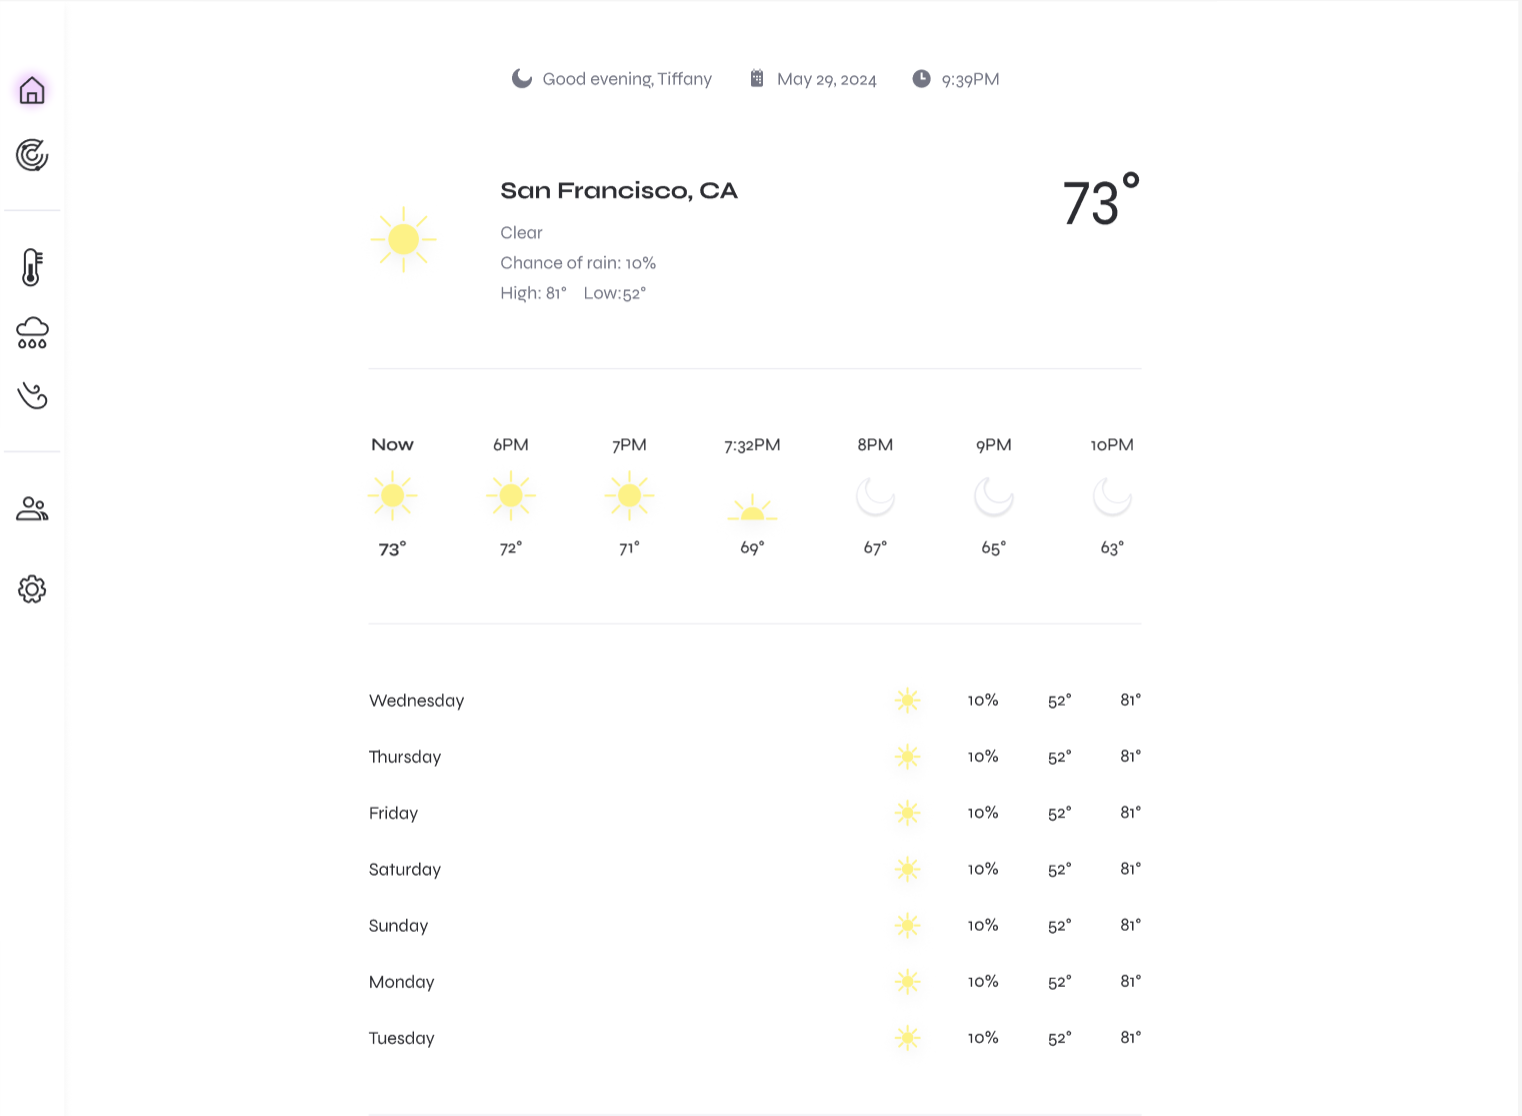 Good evening, Tiffany May 29, 2024 9:39PM
San Francisco, CA 73°
Clear
Chance of rain: 10%
High: 81° Low:52°
Now 6PM 7PM 7:32PM 8PM 9PM 10PM
73° 72° 71° 69° 67° 65° 63°
Wednesday 10% 52° 81°
Thursday 10% 52° 81°
Friday 10% 52° 81°
Saturday 10% 52° 81°
Sunday 10% 52° 81°
Monday 10% 52° 81°
Tuesday 10% 52° 81°